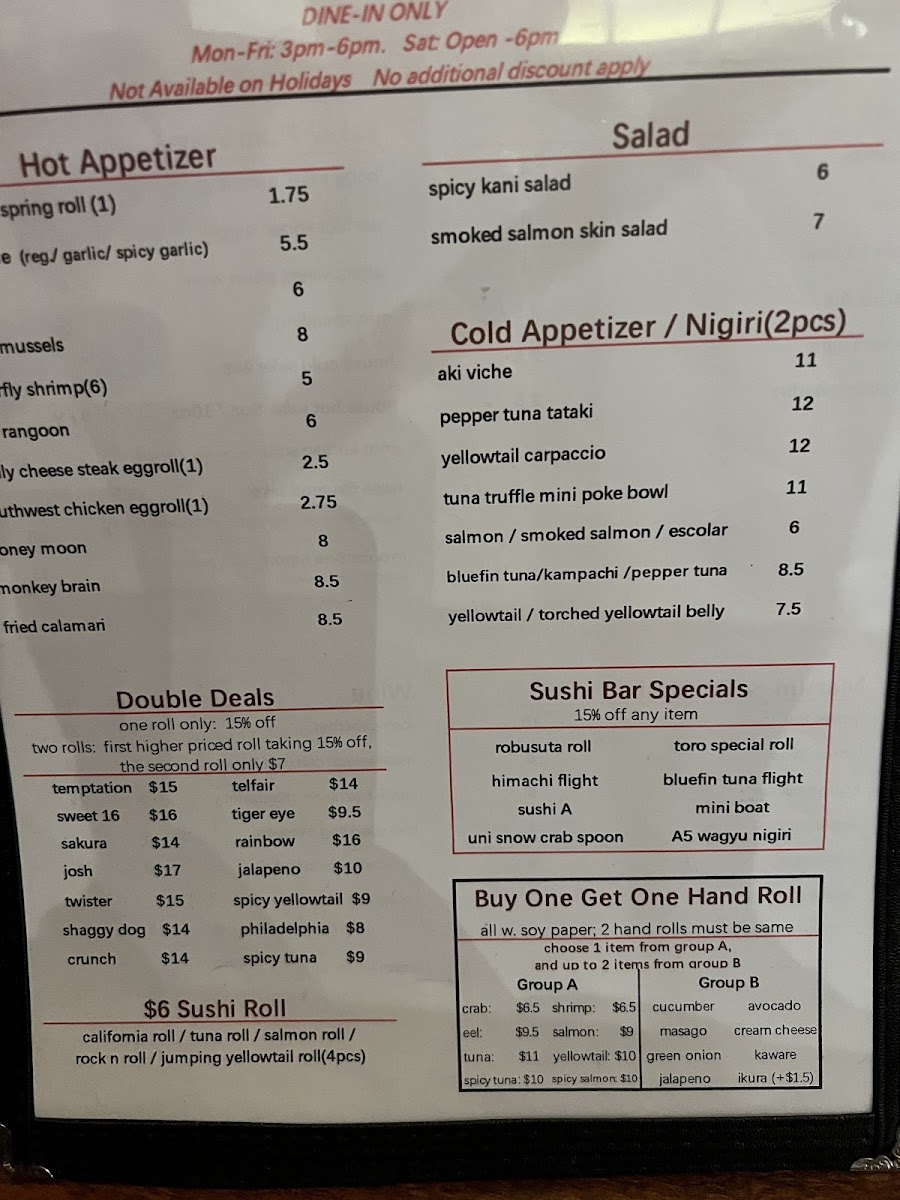 DINE-IN ONLY
Mon-Fri: 3pm-6pm. Sat: Open -6pm
Not Available on Holidays No additional discount apply
Hot Appetizer
spring roll (1) 1.75
e (reg./ garlic/ spicy garlic) 5.5
6
mussels 8
fly shrimp(6) 5
rangoon 6
ly cheese steak eggroll(1) 2.5
uthwest chicken eggroll(1) 2.75
oney moon 8
monkey brain 8.5
fried calamari 8.5
Salad
spicy kani salad 6
smoked salmon skin salad 7
Cold Appetizer / Nigiri(2pcs)
aki viche 11
pepper tuna tataki 12
yellowtail carpaccio 12
tuna truffle mini poke bowl 11
salmon / smoked salmon / escolar 6
bluefin tuna/kampachi /pepper tuna 8.5
yellowtail / torched yellowtail belly 7.5
Double Deals
one roll only: 15% off
two rolls: first higher priced roll taking 15% off,
the second roll only $7
temptation $15 telfair $14
sweet 16 $16 tiger eye $9.5
sakura $14 rainbow $16
josh $17 jalapeno $10
twister $15 spicy yellowtail $9
shaggy dog $14 philadelphia $8
crunch $14 spicy tuna $9
$6 Sushi Roll
california roll / tuna roll / salmon roll /
rock n roll / jumping yellowtail roll(4pcs)
Sushi Bar Specials
15% off any item
robusuta roll toro special roll
himachi flight bluefin tuna flight
sushi A mini boat
uni snow crab spoon A5 wagyu nigiri
Buy One Get One Hand Roll
all w. soy paper; 2 hand rolls must be same
choose 1 item from group A,
and up to 2 items from group B
Group A Group B
crab: $6.5 shrimp: $6.5 cucumber avocado
eel: $9.5 salmon: $9 masago cream cheese
tuna: $11 yellowtail: $10 green onion kaware
spicy tuna: $10 spicy salmon: $10 jalapeno ikura (+$1.5)